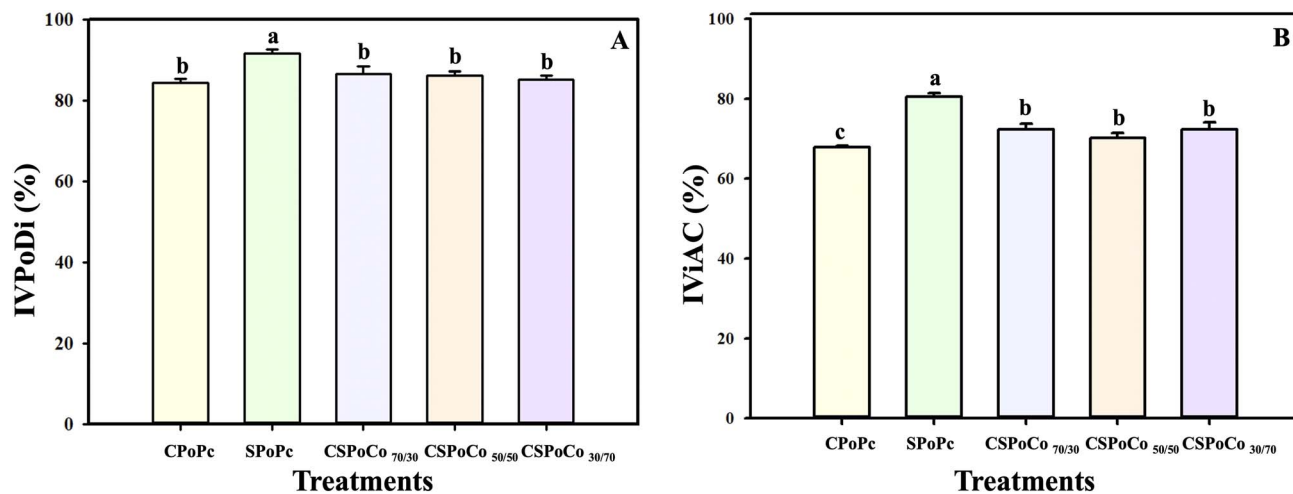 A
IVPoDi (%)
100
80
60
40
20
0
b
a
b
b
b
CPoPc
SPoPc
CSPoCo 70/30
CSPoCo 50/50
CSPoCo 30/70
Treatments
B
IViAC (%)
100
80
60
40
20
0
c
a
b
b
b
CPoPc
SPoPc
CSPoCo 70/30
CSPoCo 50/50
CSPoCo 30/70
Treatments